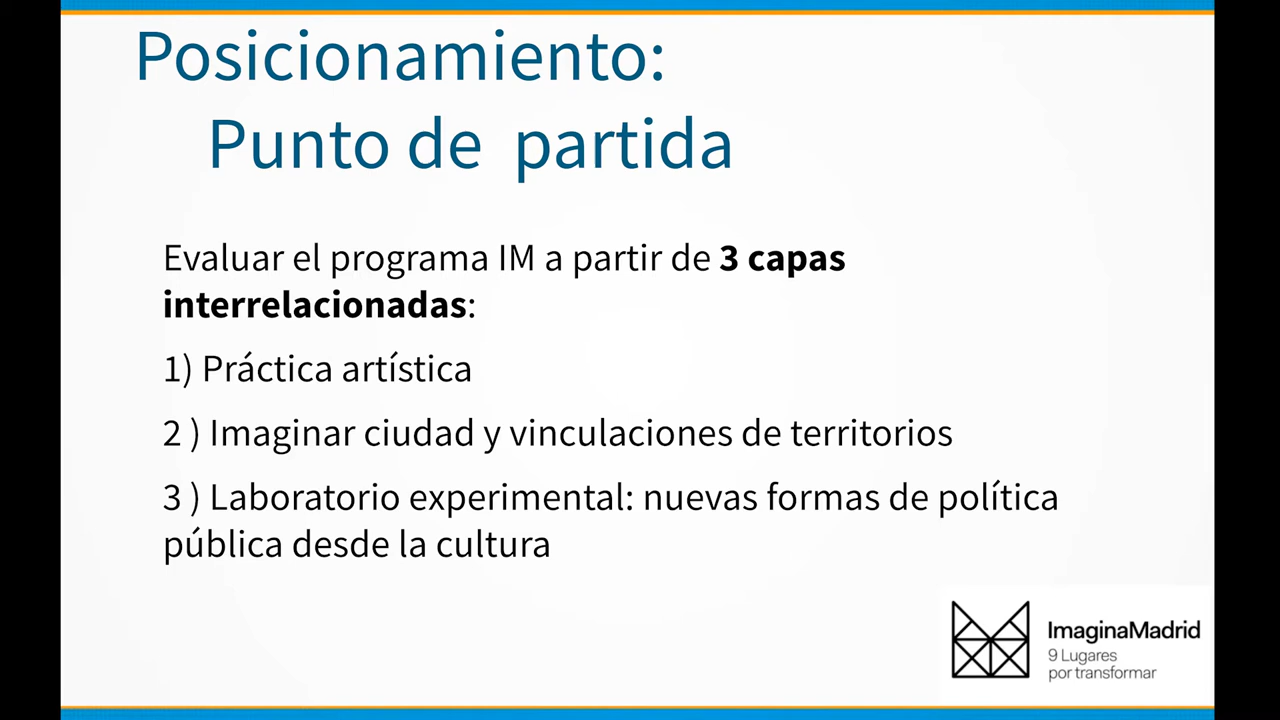 Posicionamiento:
Punto de partida
Evaluar el programa IM a partir de 3 capas
interrelacionadas:
1) Práctica artística
2 ) Imaginar ciudad y vinculaciones de territorios
3 ) Laboratorio experimental: nuevas formas de política
pública desde la cultura
ImaginaMadrid
9 Lugares
por transformar